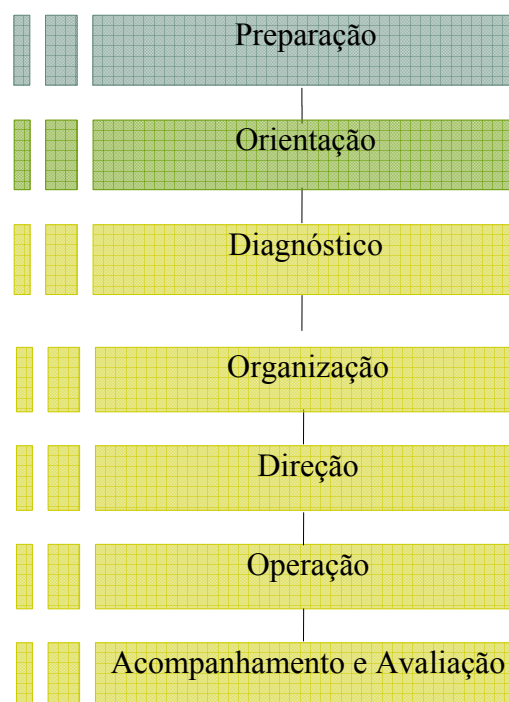 Preparação
Orientação
Diagnóstico
Organização
Direção
Operação
Acompanhamento e Avaliação